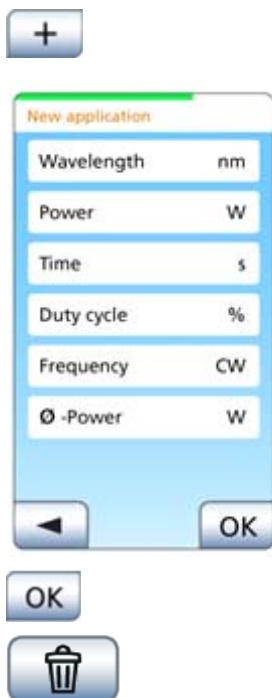 +
New application
Wavelength nm
Power W
Time s
Duty cycle %
Frequency CW
Ø -Power W
OK
OK